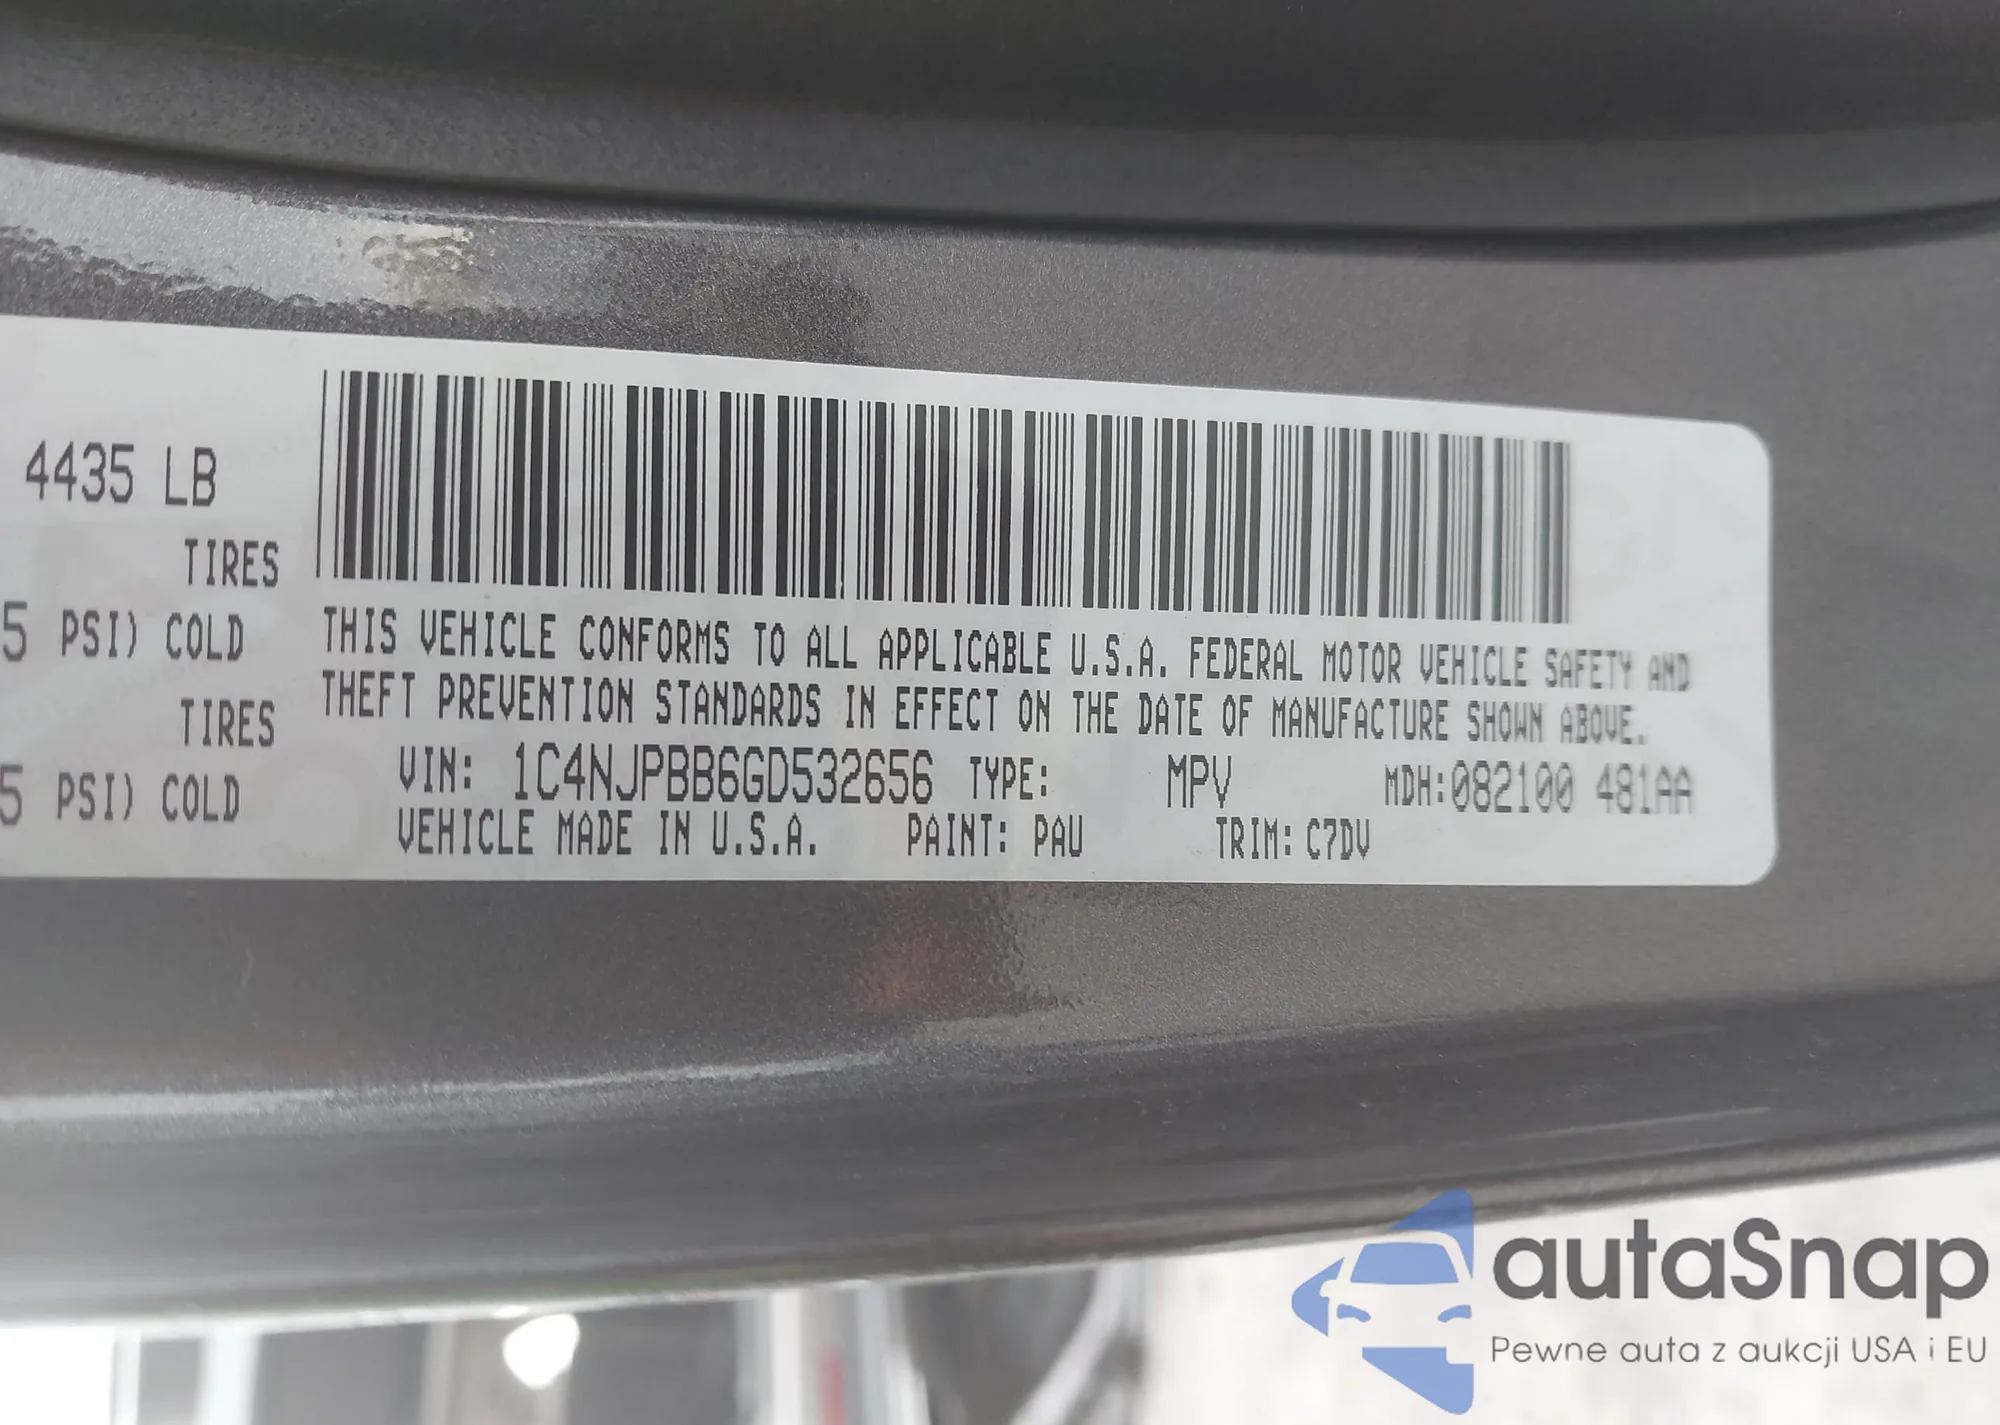 4435 LB
TIRES
5 PSI) COLD
TIRES
5 PSI) COLD
THIS VEHICLE CONFORMS TO ALL APPLICABLE U.S.A. FEDERAL MOTOR VEHICLE SAFETY AND
THEFT PREVENTION STANDARDS IN EFFECT ON THE DATE OF MANUFACTURE SHOWN ABOVE.
VIN: 1C4NJPBB6GD532656 TYPE: MPV MDH:082100 481AA
VEHICLE MADE IN U.S.A. PAINT: PAU TRIM: C7DV
autaSnap
Pewne auta z aukcji USA i EU